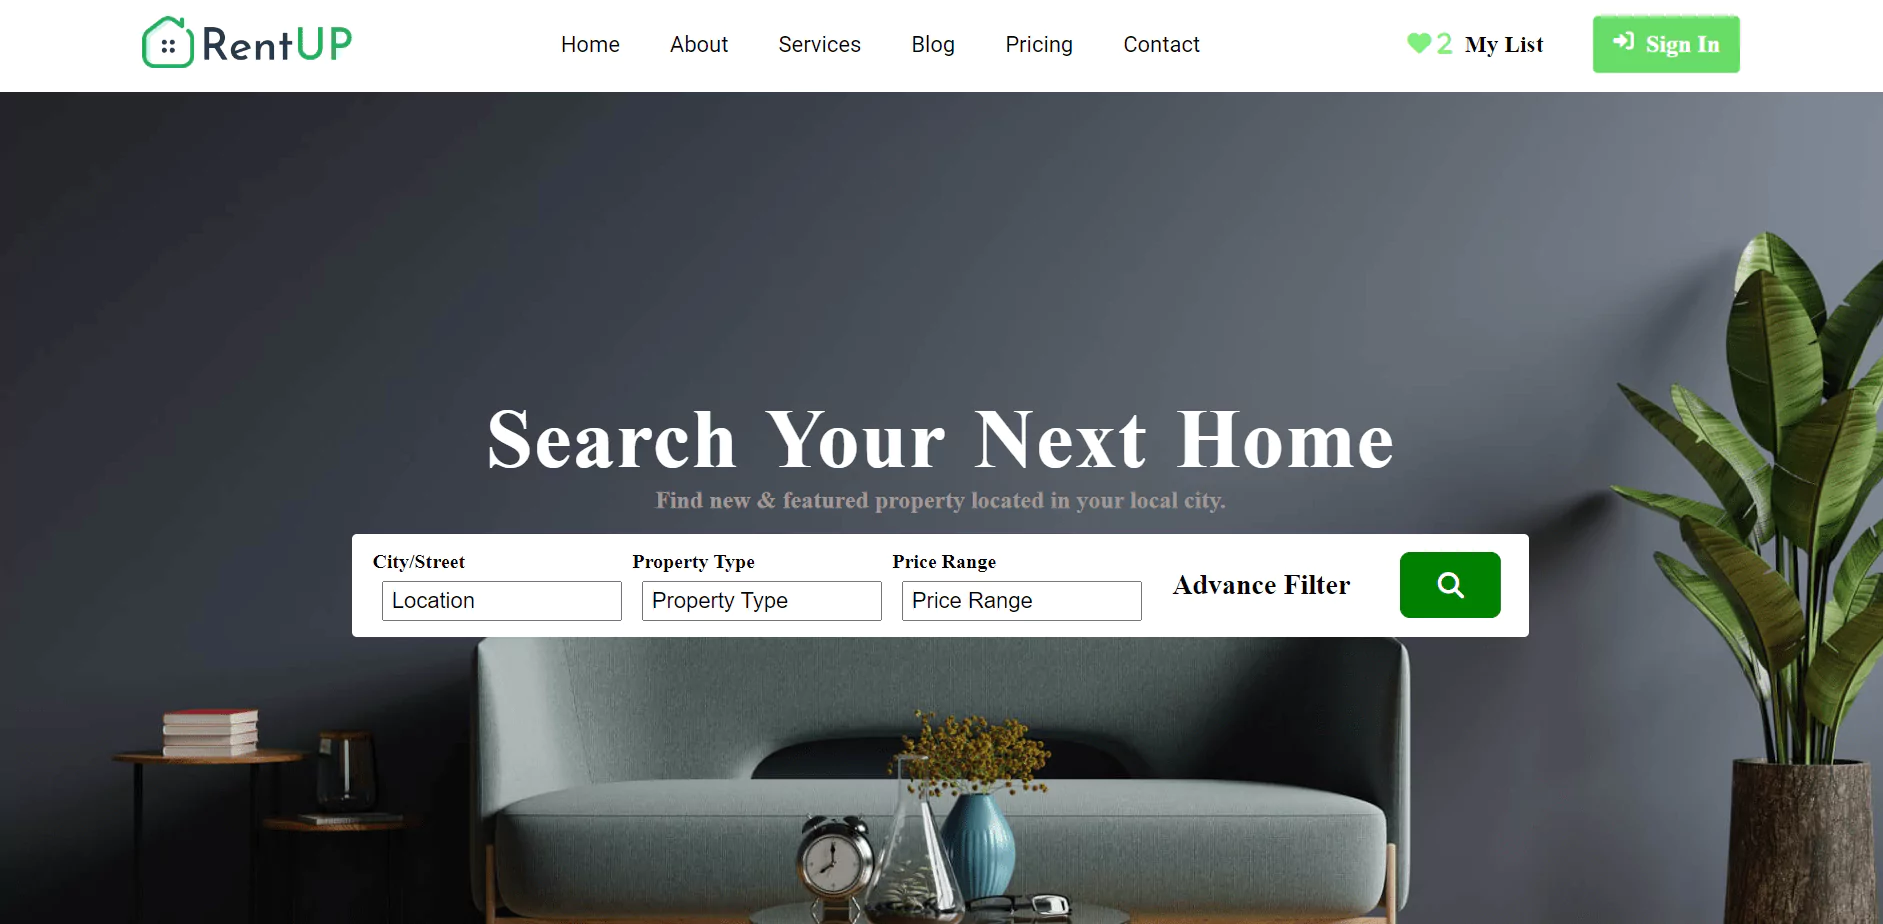 RentUP
Home About Services Blog Pricing Contact
2 My List
Sign In
Search Your Next Home
Find new & featured property located in your local city.
City/Street Property Type Price Range
Location Property Type Price Range
Advance Filter